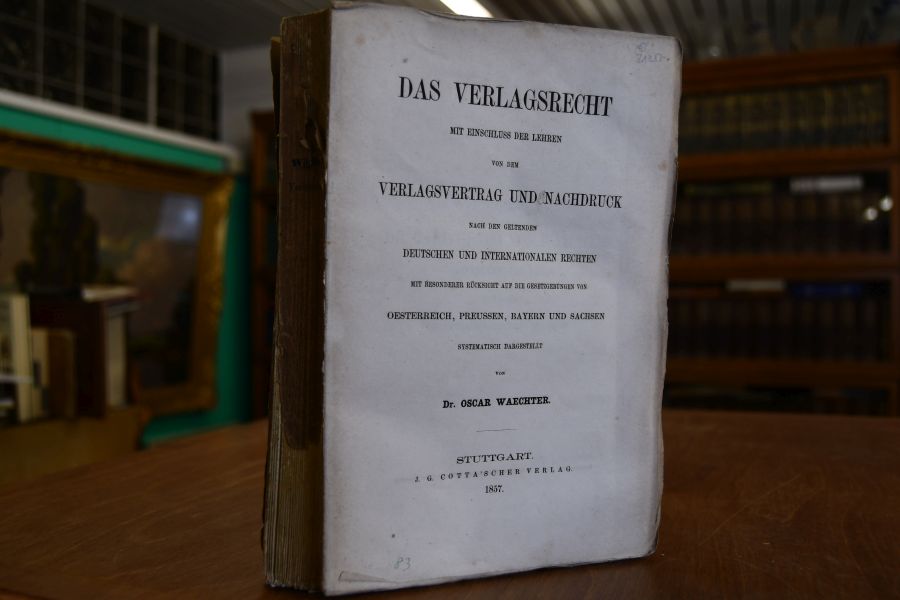 DAS VERLAGSRECHT
MIT EINSCHLUSS DER LEHREN
VON DEM
VERLAGSVERTRAG UND NACHDRUCK
NACH DEN GELTENDEN
DEUTSCHEN UND INTERNATIONALEN RECHTEN
MIT BESONDERER RÜCKSICHT AUF DIE GESETZGEBUNGEN VON
OESTERREICH, PREUSSEN, BAYERN UND SACHSEN
SYSTEMATISCH DARGESTELLT
VON
Dr. OSCAR WAECHTER.
STUTTGART.
J. G. COTTA'SCHER VERLAG.
1857.
83